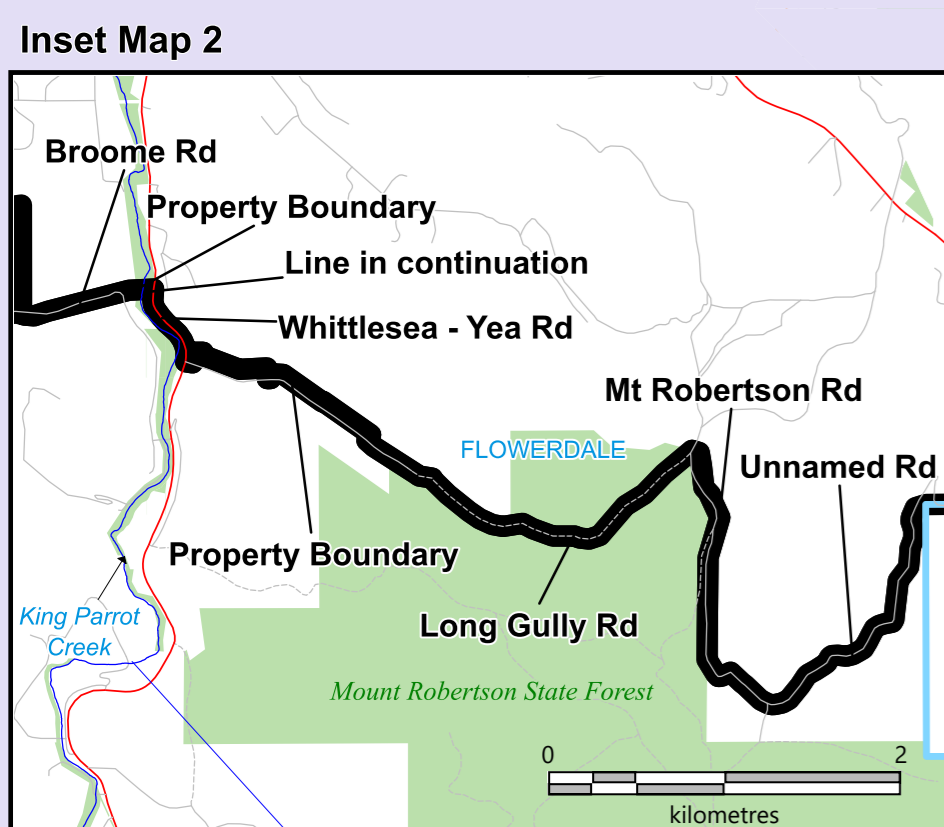 Inset Map 2
Broome Rd
Property Boundary
Line in continuation
Whittlesea - Yea Rd
Mt Robertson Rd
FLOWERDALE
Unnamed Rd
Property Boundary
King Parrot
Creek
Long Gully Rd
Mount Robertson State Forest
0 2
kilometres